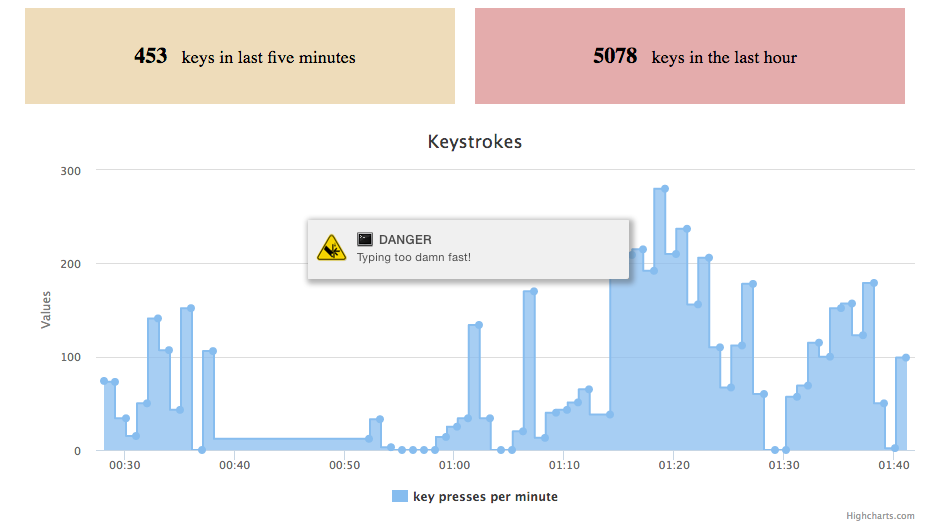 453 keys in last five minutes
5078 keys in the last hour
Keystrokes
300
200
100
0
Values
DANGER
Typing too damn fast!
00:30 00:40 00:50 01:00 01:10 01:20 01:30 01:40
key presses per minute
Highcharts.com